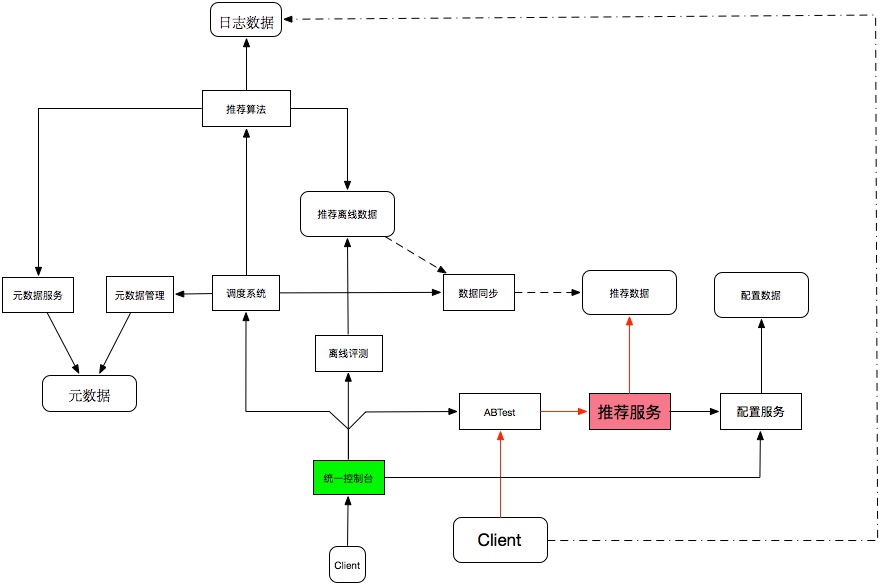 日志数据
推荐算法
推荐离线数据
元数据服务
元数据管理
调度系统
数据同步
推荐数据
配置数据
离线评测
元数据
ABTest
推荐服务
配置服务
统一控制台
Client
Client